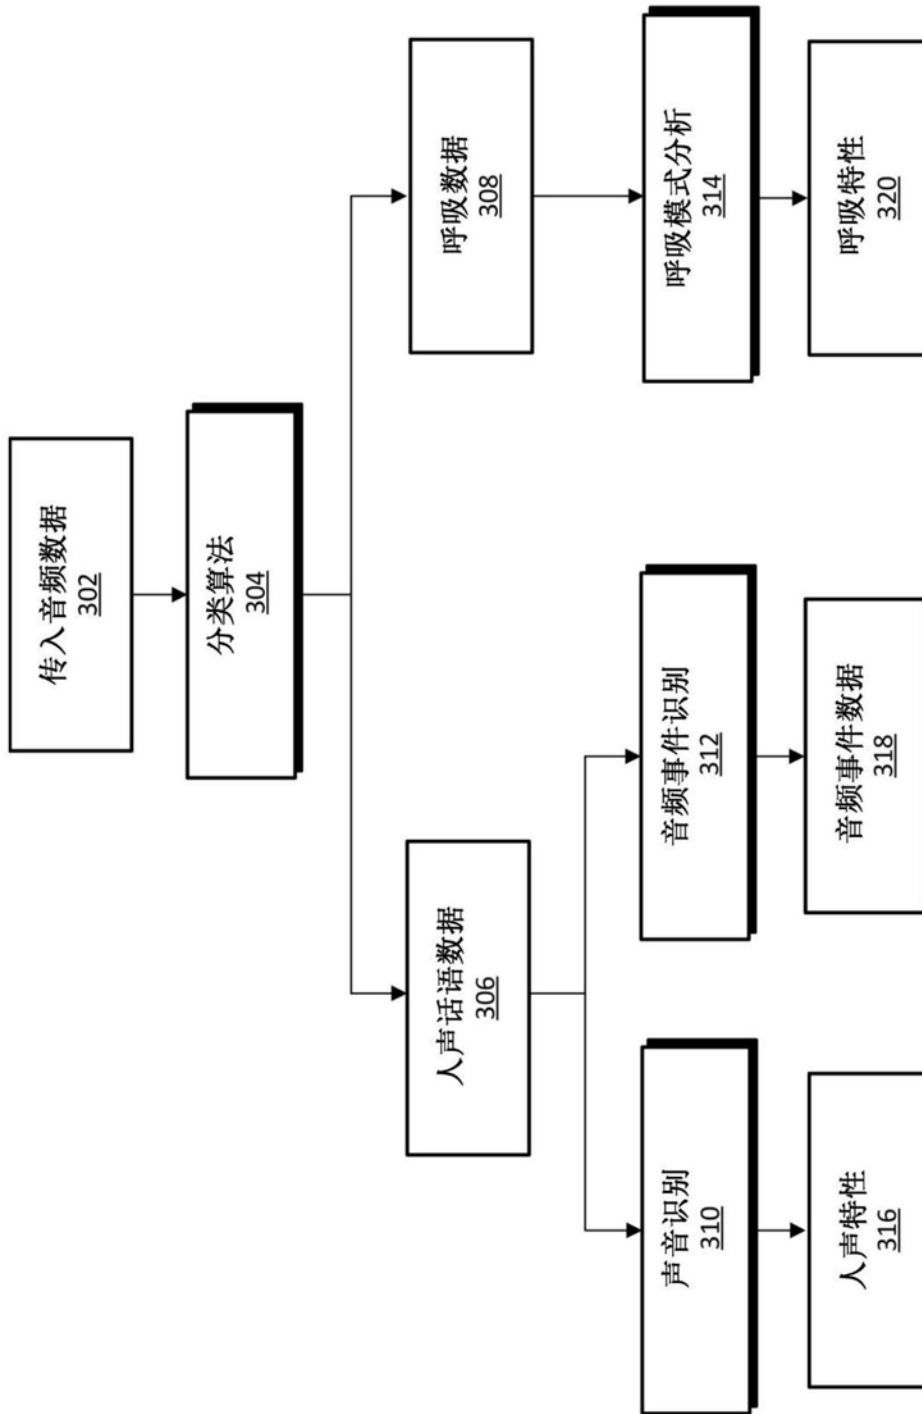 传入音频数据
302
分类算法
304
人声话语数据
306
呼吸数据
308
声音识别
310
音频事件识别
312
呼吸模式分析
314
人声特性
316
音频事件数据
318
呼吸特性
320